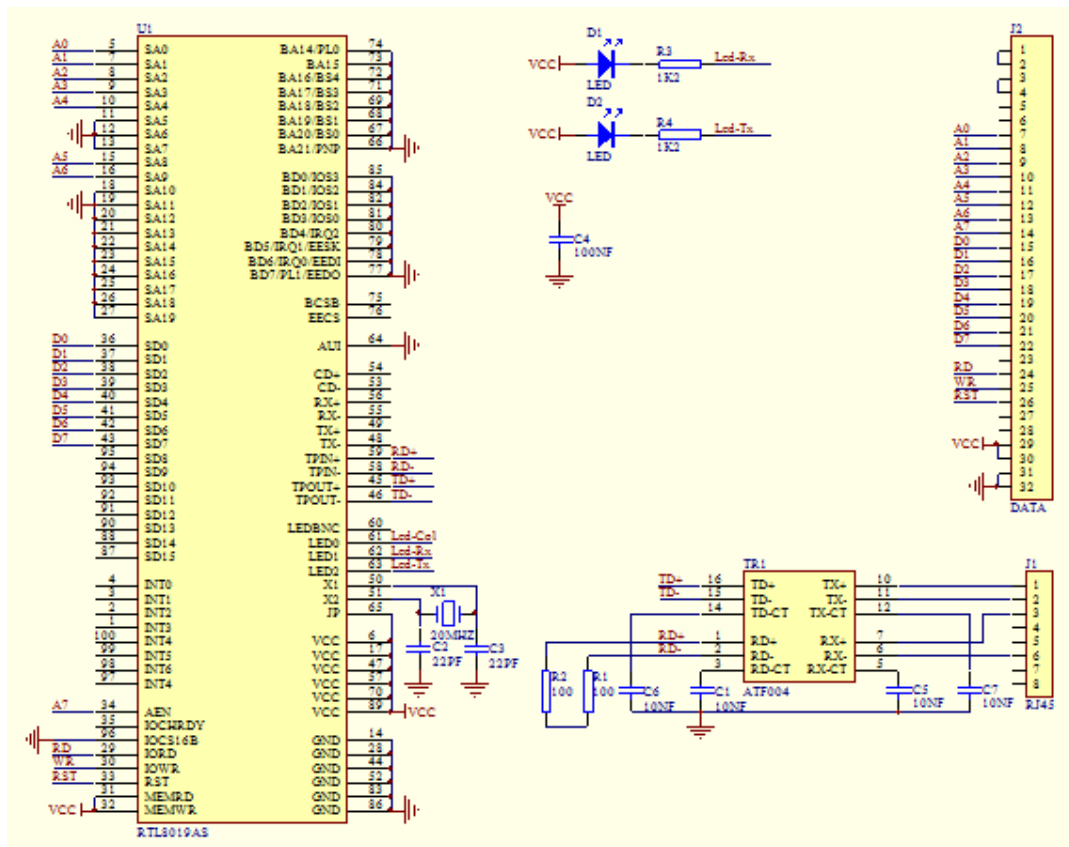 U1
A0 5 SA0 BA14/PL0 74
A1 7 SA1 BA15 73
A2 8 SA2 BA16/BS4 72
A3 9 SA3 BA17/BS3 71
A4 10 SA4 BA18/BS2 69
11 SA5 BA19/BS1 68
12 SA6 BA20/BS0 67
13 SA7 BA21/PNP 66
A5 15 SA8
A6 16 SA9 BD0/IOS3 85
18 SA10 BD1/IOS2 84
19 SA11 BD2/IOS1 82
20 SA12 BD3/IOS0 81
21 SA13 BD4/IRQ2 80
22 SA14 BD5/IRQ1/EESK 79
23 SA15 BD6/IRQ0/EEDI 78
24 SA16 BD7/PL1/EEDO 77
25 SA17
26 SA18 BCSB 75
27 SA19 EECS 76
D0 36 SD0 AUI 64
D1 37 SD1
D2 38 SD2 CD+ 54
D3 39 SD3 CD- 53
D4 40 SD4 RX+ 56
D5 41 SD5 RX- 55
D6 42 SD6 TX+ 49
D7 43 SD7 TX- 48
95 SD8 TPIN+ 59 RD+
94 SD9 TPIN- 58 RD-
93 SD10 TPOUT+ 45 TD+
92 SD11 TPOUT- 46 TD-
91 SD12
90 SD13 LEDBNC 60
88 SD14 LED0 61 Led-Col
87 SD15 LED1 62 Led-Rx
LED2 63 Led-Tx
4 INT0 X1 50
3 INT1 X2 51
2 INT2 JP 65
1 INT3
100 INT4 VCC 6
99 INT5 VCC 17
98 INT6 VCC 47
97 INT4 VCC 57
VCC 70
A7 34 AEN VCC 89 VCC
35 IOCHRDY
96 IOCS16B GND 14
RD 29 IORD GND 28
WR 30 IOWR GND 44
RST 33 RST GND 52
31 MEMRD GND 83
VCC 32 MEMWR GND 86
RTL8019AS
X1
20MHZ
C2
22PF
C3
22PF
D1
VCC LED R3 1K2 Led-Rx
D2
VCC LED R4 1K2 Led-Tx
VCC
C4
100NF
J2
1
2
3
4
5
6
A0 7
A1 8
A2 9
A3 10
A4 11
A5 12
A6 13
A7 14
D0 15
D1 16
D2 17
D3 18
D4 19
D5 20
D6 21
D7 22
23
RD 24
WR 25
RST 26
27
28
VCC 29
30
31
32
DATA
TR1
TD+ 16 TD+ TX+ 10
TD- 15 TD- TX- 11
14 TD-CT TX-CT 12
RD+ 1 RD+ RX+ 7
RD- 2 RD- RX- 6
3 RD-CT RX-CT 5
ATF004
R2
100
R1
100
C6
10NF
C1
10NF
C5
10NF
C7
10NF
J1
1
2
3
4
5
6
7
8
RJ45